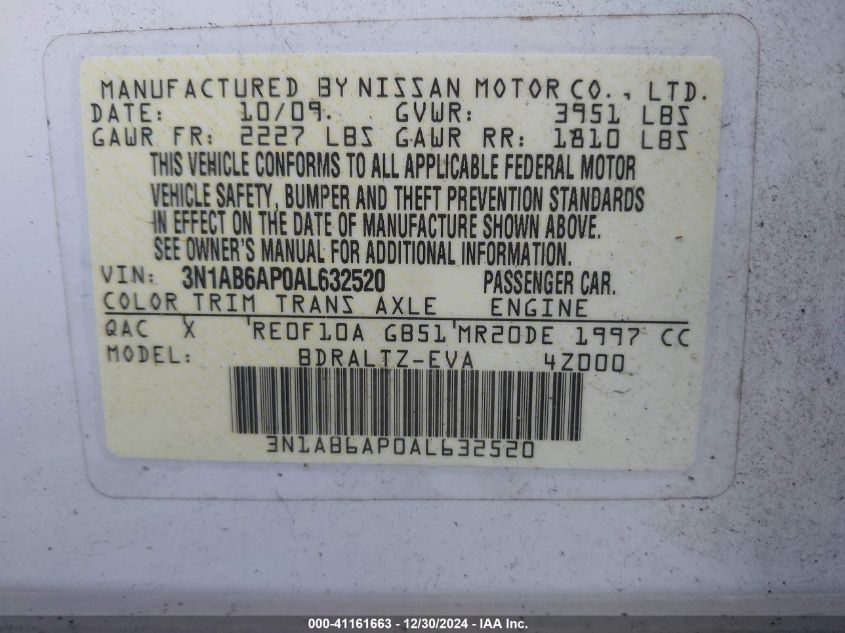 MANUFACTURED BY NISSAN MOTOR CO., LTD.
DATE: 10/09. GVWR: 3951 LBS
GAWR FR: 2227 LBS GAWR RR: 1810 LBS
THIS VEHICLE CONFORMS TO ALL APPLICABLE FEDERAL MOTOR
VEHICLE SAFETY, BUMPER AND THEFT PREVENTION STANDARDS
IN EFFECT ON THE DATE OF MANUFACTURE SHOWN ABOVE.
SEE OWNER'S MANUAL FOR ADDITIONAL INFORMATION.
VIN: 3N1AB6AP0AL632520 PASSENGER CAR.
COLOR TRIM TRANS AXLE ENGINE
QAC X 'RE0F10A GB51'MR20DE 1997 CC
MODEL: BDRALTZ-EVA 4Z000
3N1AB6AP0AL632520
000-41161663 - 12/30/2024 - IAA Inc.